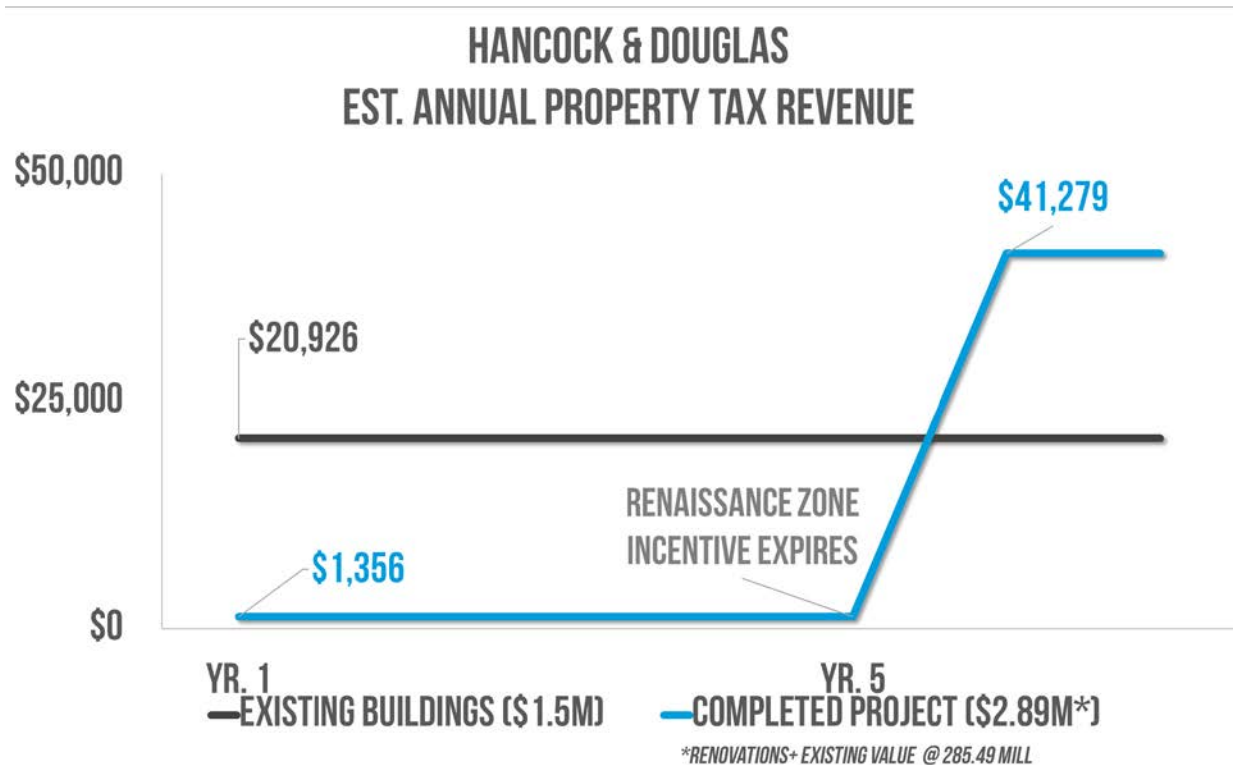 HANCOCK & DOUGLAS
EST. ANNUAL PROPERTY TAX REVENUE
$50,000
$41,279
$20,926
$25,000
RENAISSANCE ZONE
INCENTIVE EXPIRES
$1,356
$0
YR. 1
YR. 5
EXISTING BUILDINGS ($1.5M)
COMPLETED PROJECT ($2.89M*)
*RENOVATIONS+ EXISTING VALUE @ 285.49 MILL